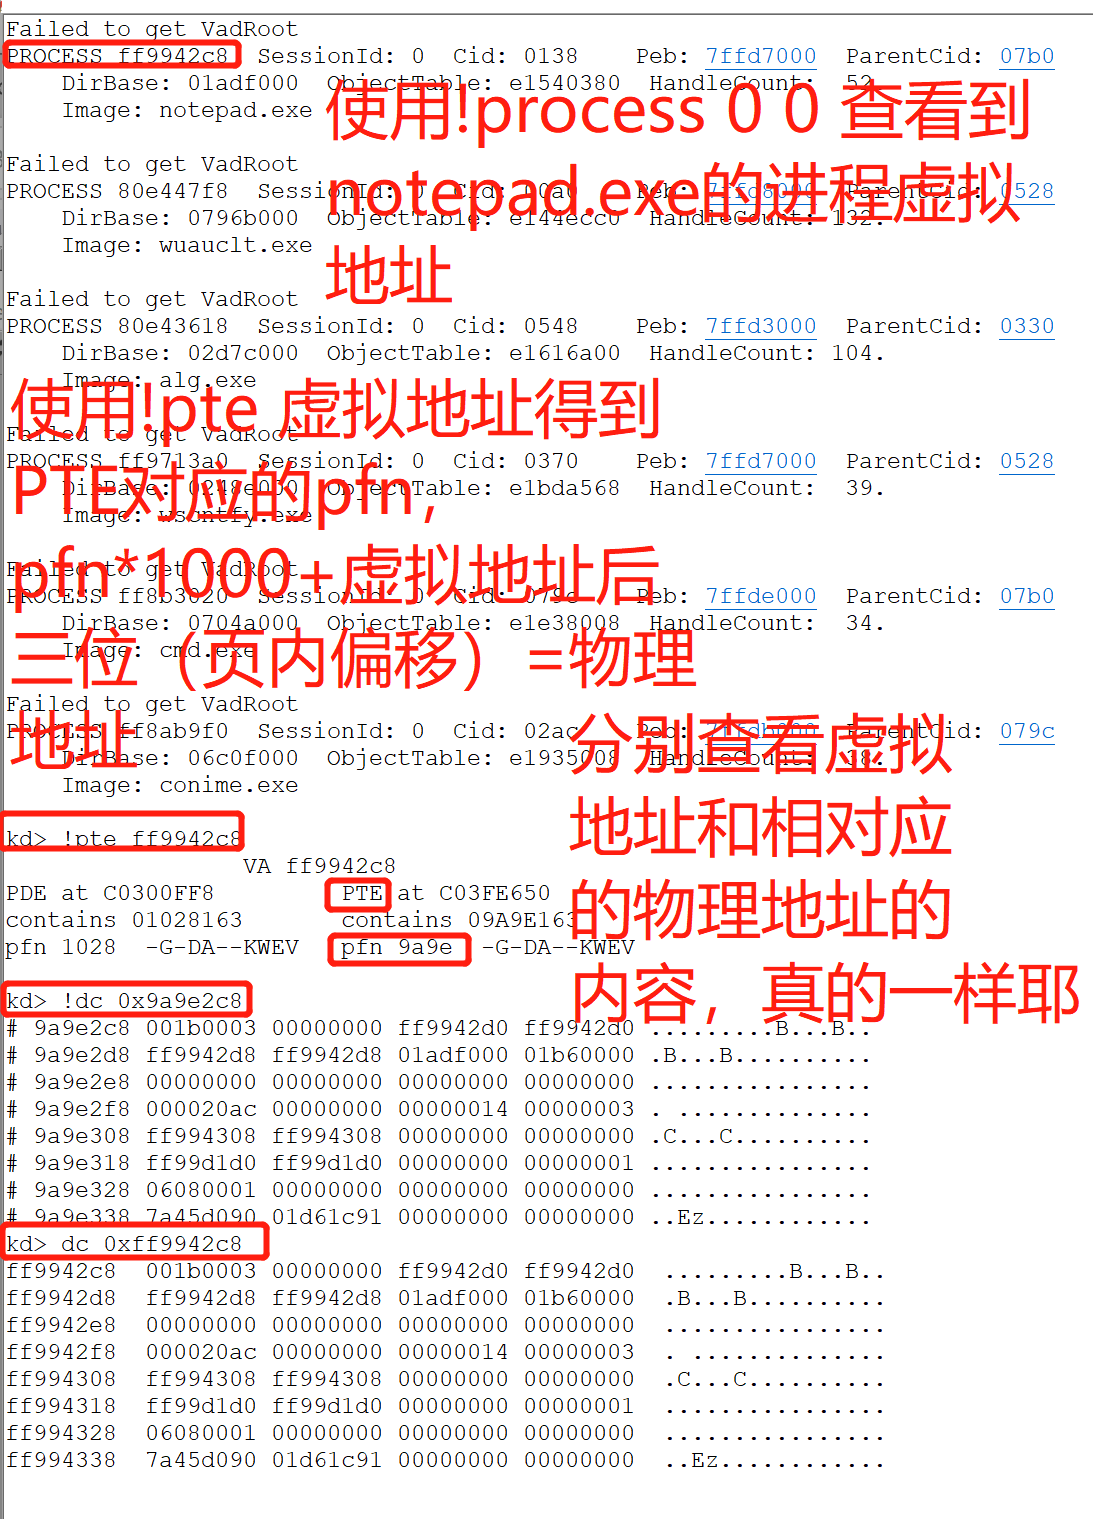 Failed to get VadRoot
PROCESS ff9942c8 SessionId: 0 Cid: 0138 Peb: 7ffd7000 ParentCid: 07b0
DirBase: 01adf000 ObjectTable: e1540380 HandleCount: 52.
Image: notepad.exe
使用!process 0 0 查看到
notepad.exe的进程虚拟
地址
Failed to get VadRoot
PROCESS 80e447f8 SessionId: 0 Cid: 00a0 Peb: 7ffd8000 ParentCid: 0528
DirBase: 0796b000 ObjectTable: e144ecc0 HandleCount: 132.
Image: wuauclt.exe
Failed to get VadRoot
PROCESS 80e43618 SessionId: 0 Cid: 0548 Peb: 7ffd3000 ParentCid: 0330
DirBase: 02d7c000 ObjectTable: e1616a00 HandleCount: 104.
Image: alg.exe
使用!pte 虚拟地址得到
PTE对应的pfn，
pfn*1000+虚拟地址后
三位（页内偏移）=物理
地址
Failed to get VadRoot
PROCESS ff9713a0 SessionId: 0 Cid: 0370 Peb: 7ffd7000 ParentCid: 0528
DirBase: 0248e000 ObjectTable: e1bda568 HandleCount: 39.
Image: wscntfy.exe
Failed to get VadRoot
PROCESS ff8b3020 SessionId: 0 Cid: 079c Peb: 7ffde000 ParentCid: 07b0
DirBase: 0704a000 ObjectTable: e1e38008 HandleCount: 34.
Image: cmd.exe
Failed to get VadRoot
PROCESS ff8ab9f0 SessionId: 0 Cid: 02ac Peb: 7ffdb000 ParentCid: 079c
DirBase: 06c0f000 ObjectTable: e1935008 HandleCount: 38.
Image: conime.exe
分别查看虚拟
地址和相对应
的物理地址的
内容，真的一样耶
kd> !pte ff9942c8
VA ff9942c8
PDE at C0300FF8 PTE at C03FE650
contains 01028163 contains 09A9E163
pfn 1028 -G-DA--KWEV pfn 9a9e -G-DA--KWEV
kd> !dc 0x9a9e2c8
# 9a9e2c8 001b0003 00000000 ff9942d0 ff9942d0 .........B...B..
# 9a9e2d8 ff9942d8 ff9942d8 01adf000 01b60000 .B...B..........
# 9a9e2e8 00000000 00000000 00000000 00000000 ................
# 9a9e2f8 000020ac 00000000 00000014 00000003 . ..............
# 9a9e308 ff994308 ff994308 00000000 00000000 .C...C..........
# 9a9e318 ff99d1d0 ff99d1d0 00000000 00000001 ................
# 9a9e328 06080001 00000000 00000000 00000000 ................
# 9a9e338 7a45d090 01d61c91 00000000 00000000 ..Ez............
kd> dc 0xff9942c8
ff9942c8 001b0003 00000000 ff9942d0 ff9942d0 .........B...B..
ff9942d8 ff9942d8 ff9942d8 01adf000 01b60000 .B...B..........
ff9942e8 00000000 00000000 00000000 00000000 ................
ff9942f8 000020ac 00000000 00000014 00000003 . ..............
ff994308 ff994308 ff994308 00000000 00000000 .C...C..........
ff994318 ff99d1d0 ff99d1d0 00000000 00000001 ................
ff994328 06080001 00000000 00000000 00000000 ................
ff994338 7a45d090 01d61c91 00000000 00000000 ..Ez............